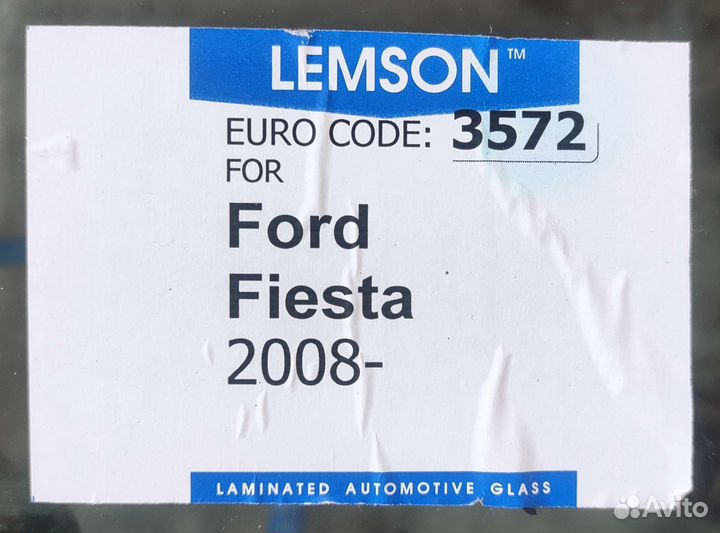 LEMSON™
EURO CODE: 3572
FOR
Ford
Fiesta
2008-
LAMINATED AUTOMOTIVE GLASS
Avito